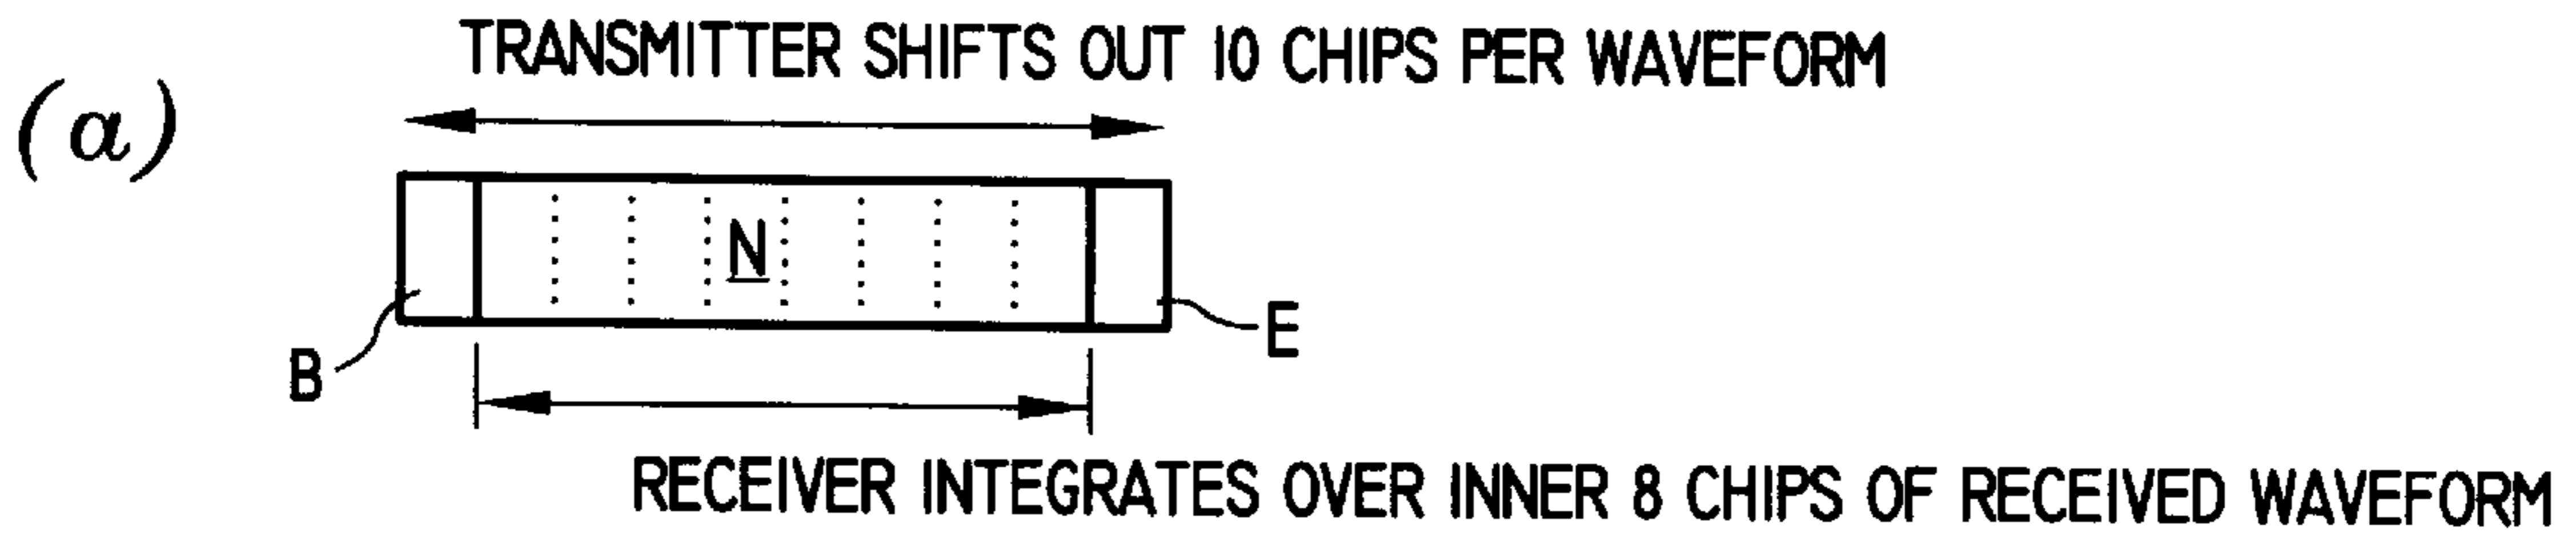 TRANSMITTER SHIFTS OUT 10 CHIPS PER WAVEFORM
(a)
N
B
E
RECEIVER INTEGRATES OVER INNER 8 CHIPS OF RECEIVED WAVEFORM